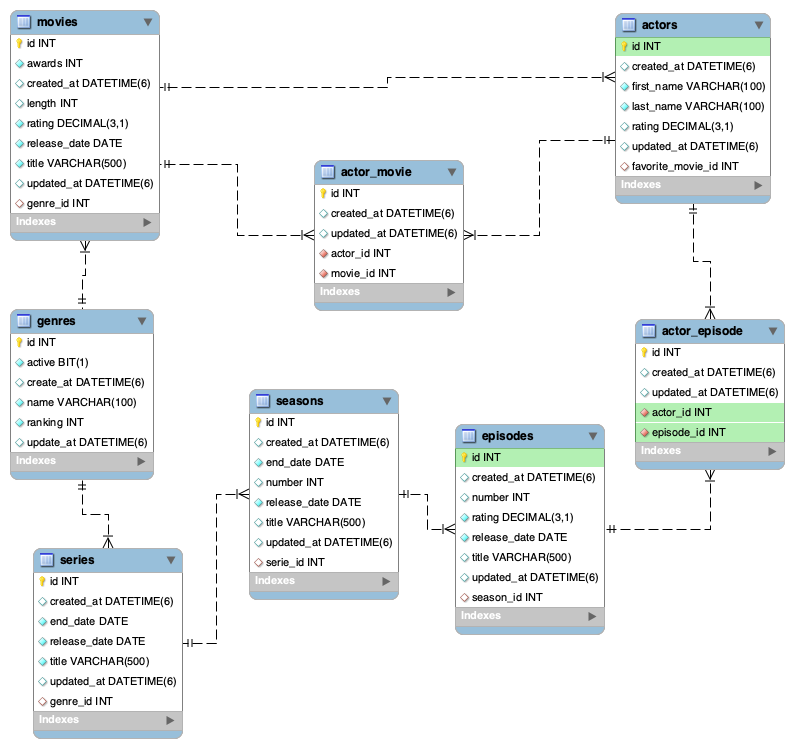 movies
id INT
awards INT
created_at DATETIME(6)
length INT
rating DECIMAL(3,1)
release_date DATE
title VARCHAR(500)
updated_at DATETIME(6)
genre_id INT
Indexes
actors
id INT
created_at DATETIME(6)
first_name VARCHAR(100)
last_name VARCHAR(100)
rating DECIMAL(3,1)
updated_at DATETIME(6)
favorite_movie_id INT
Indexes
actor_movie
id INT
created_at DATETIME(6)
updated_at DATETIME(6)
actor_id INT
movie_id INT
Indexes
genres
id INT
active BIT(1)
create_at DATETIME(6)
name VARCHAR(100)
ranking INT
update_at DATETIME(6)
Indexes
actor_episode
id INT
created_at DATETIME(6)
updated_at DATETIME(6)
actor_id INT
episode_id INT
Indexes
seasons
id INT
created_at DATETIME(6)
end_date DATE
number INT
release_date DATE
title VARCHAR(500)
updated_at DATETIME(6)
serie_id INT
Indexes
episodes
id INT
created_at DATETIME(6)
number INT
rating DECIMAL(3,1)
release_date DATE
title VARCHAR(500)
updated_at DATETIME(6)
season_id INT
Indexes
series
id INT
created_at DATETIME(6)
end_date DATE
release_date DATE
title VARCHAR(500)
updated_at DATETIME(6)
genre_id INT
Indexes